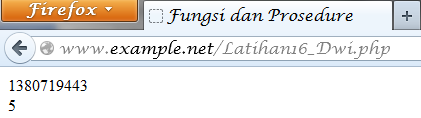 Firefox
Fungsi dan Prosedure
www.example.net/Latihan16_Dwi.php
1380719443
5